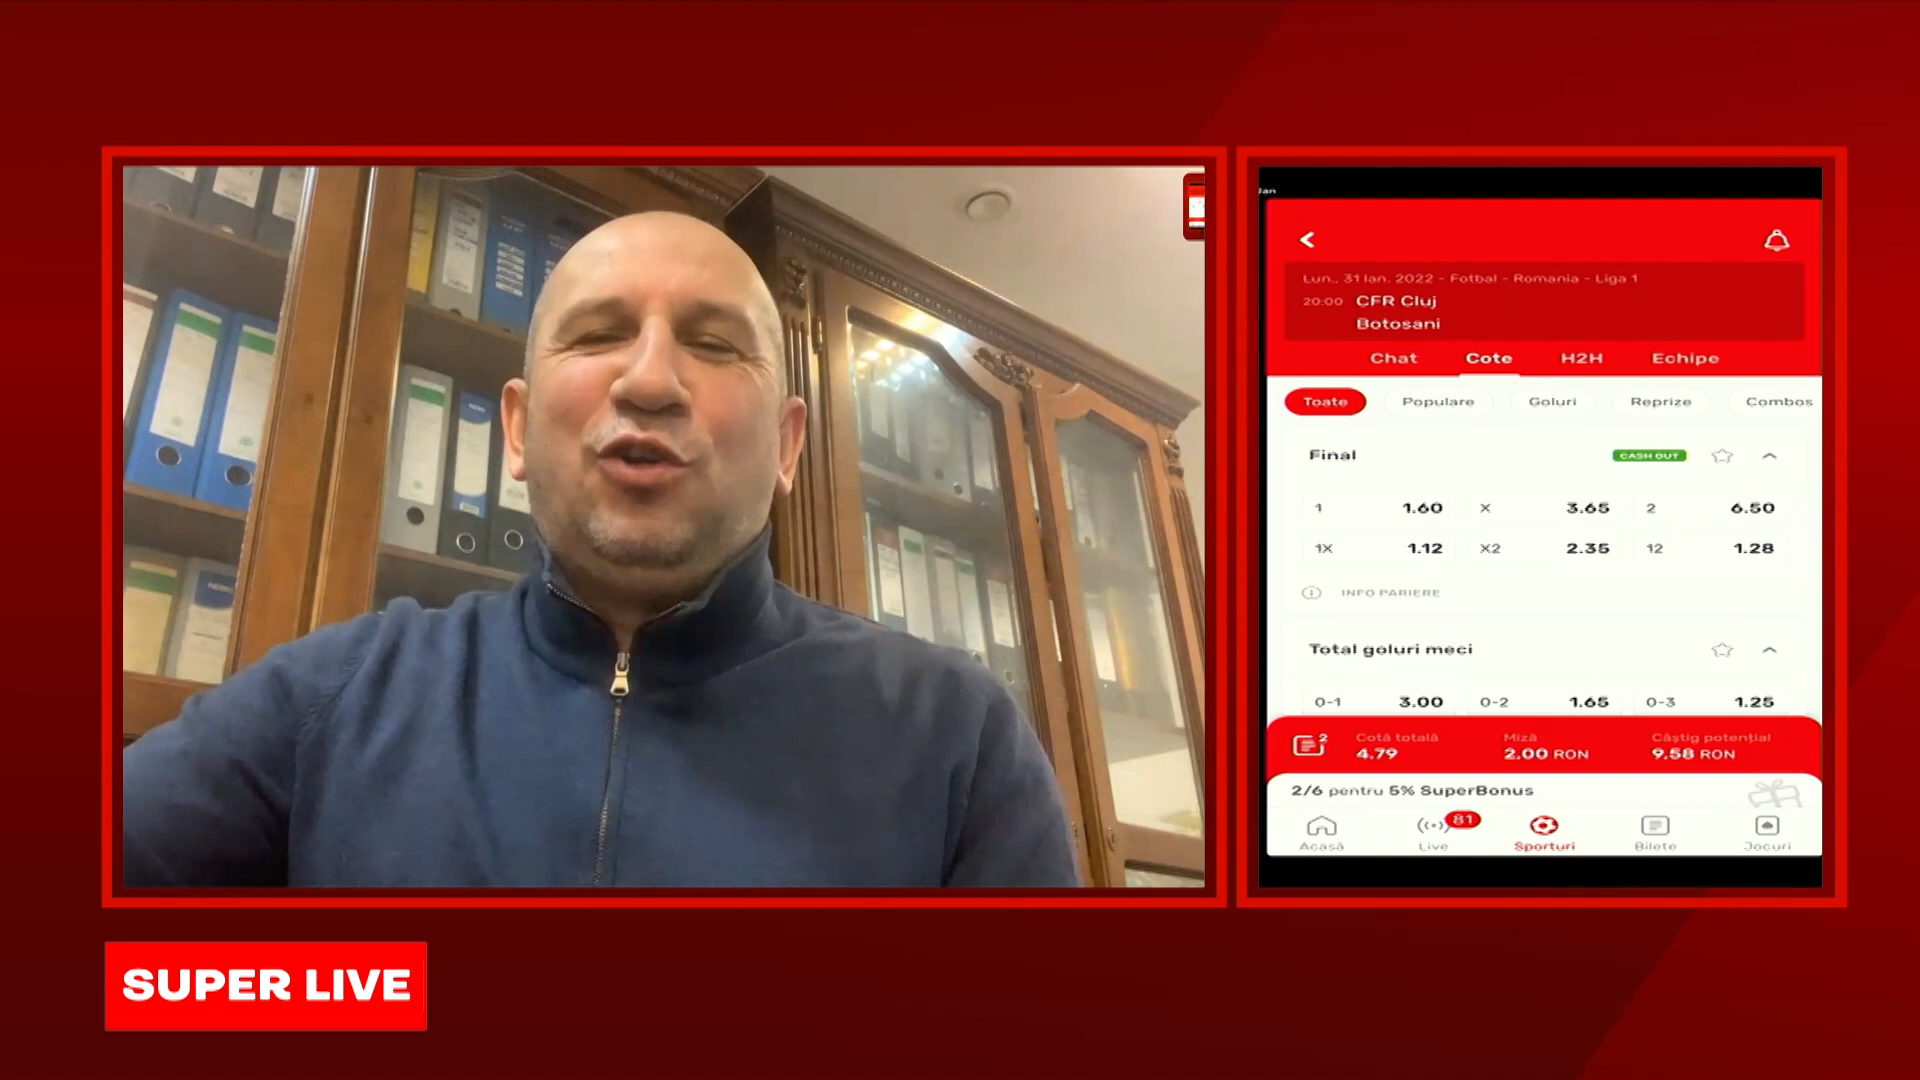 Jan
Lun., 31 Ian. 2022 - Fotbal - Romania - Liga 1
20:00 CFR Cluj
Botosani
Chat Cote H2H Echipe
Toate Populare Goluri Reprize Combos
Final CASH OUT
1 1.60 X 3.65 2 6.50
1X 1.12 X2 2.35 12 1.28
INFO PARIERE
Total goluri meci
0-1 3.00 0-2 1.65 0-3 1.25
2 Cotă totală Miză Câștig potențial
4.79 2.00 RON 9.58 RON
2/6 pentru 5% SuperBonus
81
Acasă Live Sporturi Bilete Jocuri
SUPER LIVE